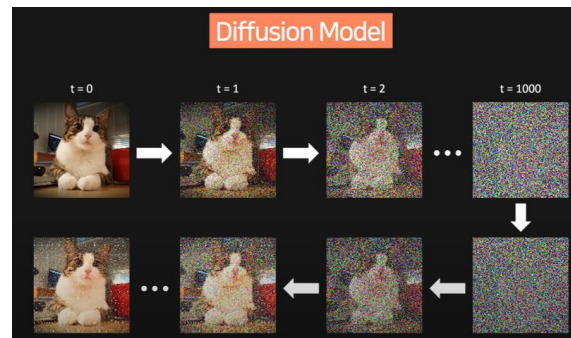 Diffusion Model
t = 0
t = 1
t = 2
t = 1000